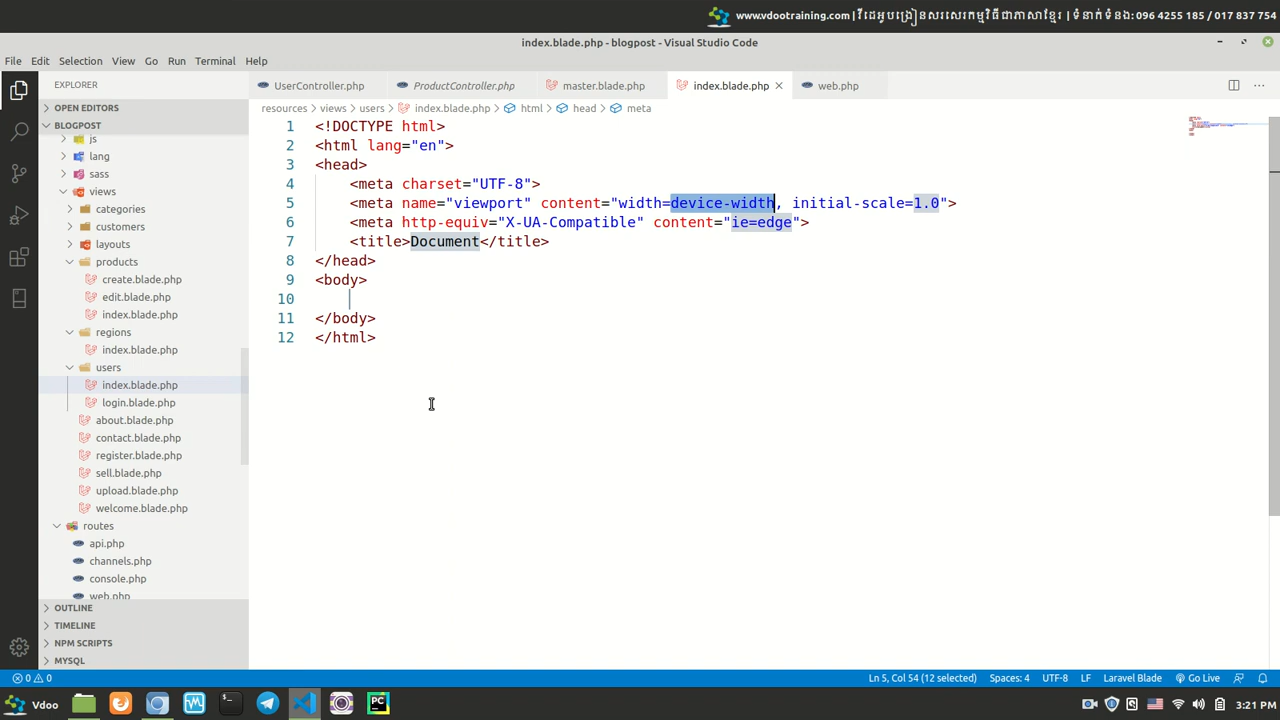 www.vdootraining.com | វីដេអូបង្រៀនសរសេរកម្មវិធីជាភាសាខ្មែរ | ទំនាក់ទំនង: 096 4255 185 / 017 837 754
index.blade.php - blogpost - Visual Studio Code
File Edit Selection View Go Run Terminal Help
EXPLORER
UserController.php
ProductController.php
master.blade.php
index.blade.php
web.php
OPEN EDITORS
BLOGPOST
js
lang
sass
views
categories
customers
layouts
products
create.blade.php
edit.blade.php
index.blade.php
regions
index.blade.php
users
index.blade.php
login.blade.php
about.blade.php
contact.blade.php
register.blade.php
sell.blade.php
upload.blade.php
welcome.blade.php
routes
api.php
channels.php
console.php
web.php
OUTLINE
TIMELINE
NPM SCRIPTS
MYSQL
resources > views > users > index.blade.php > html > head > meta
1 <!DOCTYPE html>
2 <html lang="en">
3 <head>
4 <meta charset="UTF-8">
5 <meta name="viewport" content="width=device-width, initial-scale=1.0">
6 <meta http-equiv="X-UA-Compatible" content="ie=edge">
7 <title>Document</title>
8 </head>
9 <body>
10
11 </body>
12 </html>
0 0 Ln 5, Col 54 (12 selected) Spaces: 4 UTF-8 LF Laravel Blade Go Live
Vdoo 3:21 PM